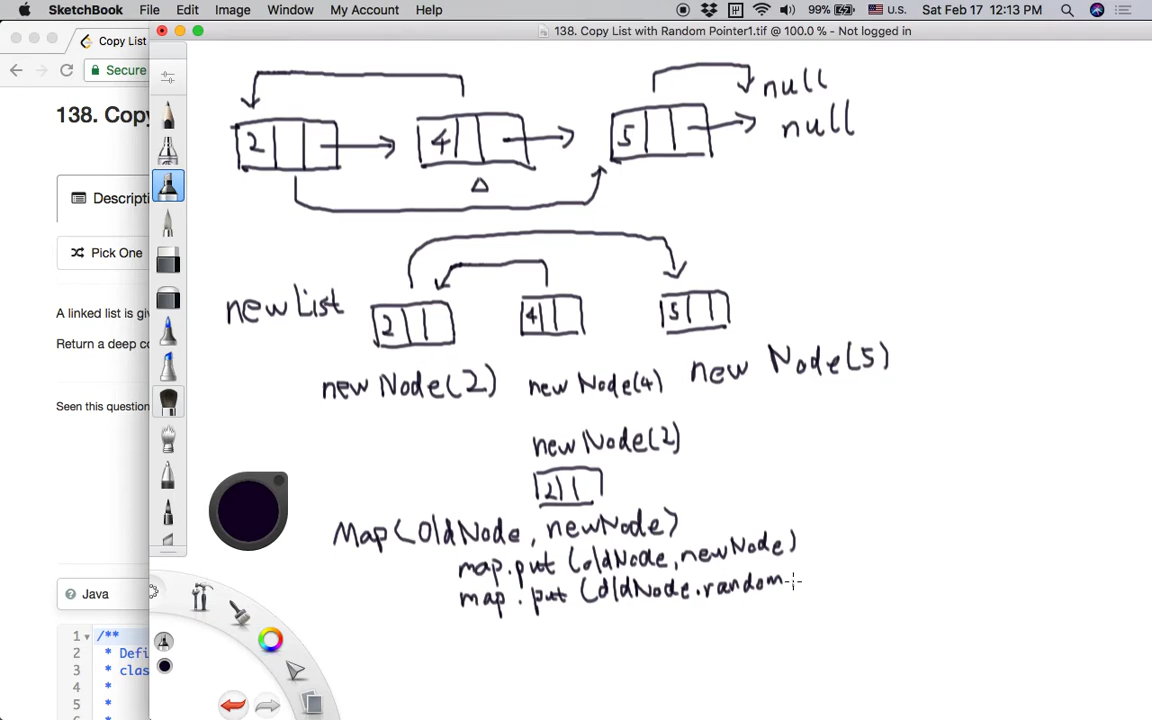 SketchBook File Edit Image Window My Account Help 99% U.S. Sat Feb 17 12:13 PM
Copy List
138. Copy List with Random Pointer1.tif @ 100.0 % - Not logged in
Secure
138. Copy
Descripti
Pick One
A linked list is giv
Return a deep co
Seen this question
Java
1 /**
2 * Defi
3 * clas
4 *
5 *
6 *
7 *
null
2 4 5 null
newList 2 4 5
new Node(2) new Node(4) new Node(5)
new Node(2)
2
Map(OldNode, newNode)
map.put (oldNode, newNode)
map.put (oldNode.random